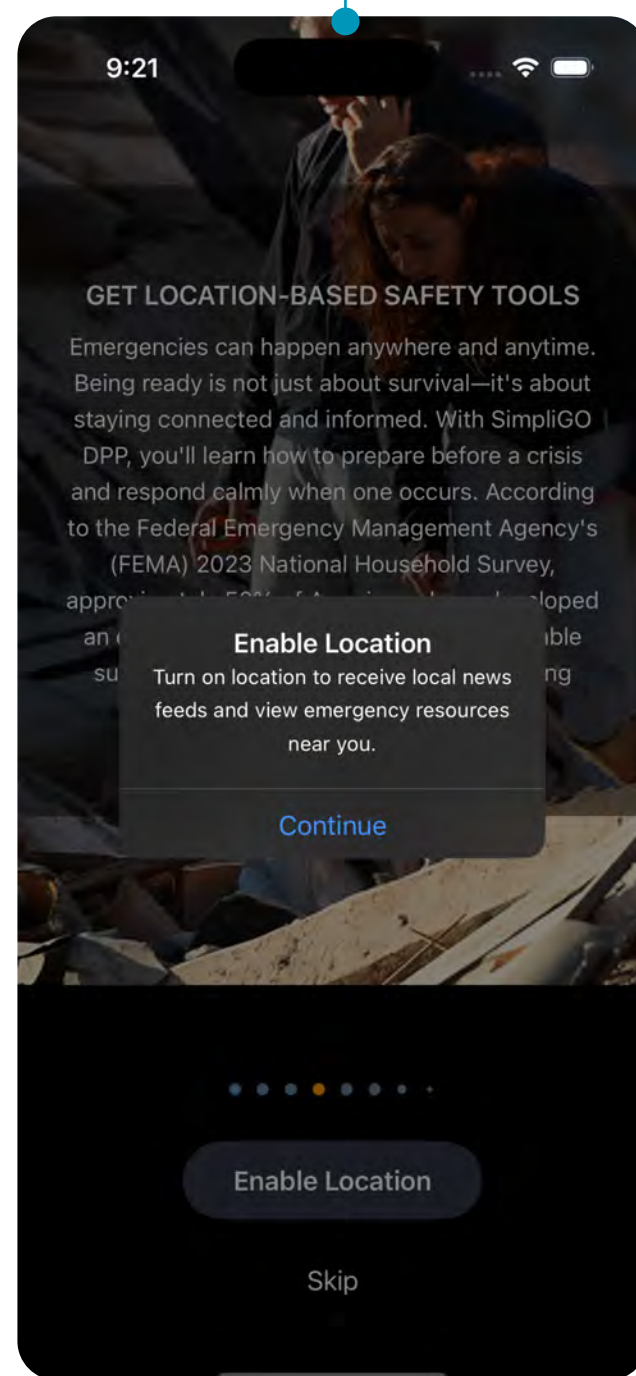 9:21
GET LOCATION-BASED SAFETY TOOLS
Emergencies can happen anywhere and anytime.
Being ready is not just about survival—it's about
staying connected and informed. With SimpliGO
DPP, you'll learn how to prepare before a crisis
and respond calmly when one occurs. According
to the Federal Emergency Management Agency's
(FEMA) 2023 National Household Survey,
Enable Location
Turn on location to receive local news
feeds and view emergency resources
near you.
Continue
Enable Location
Skip